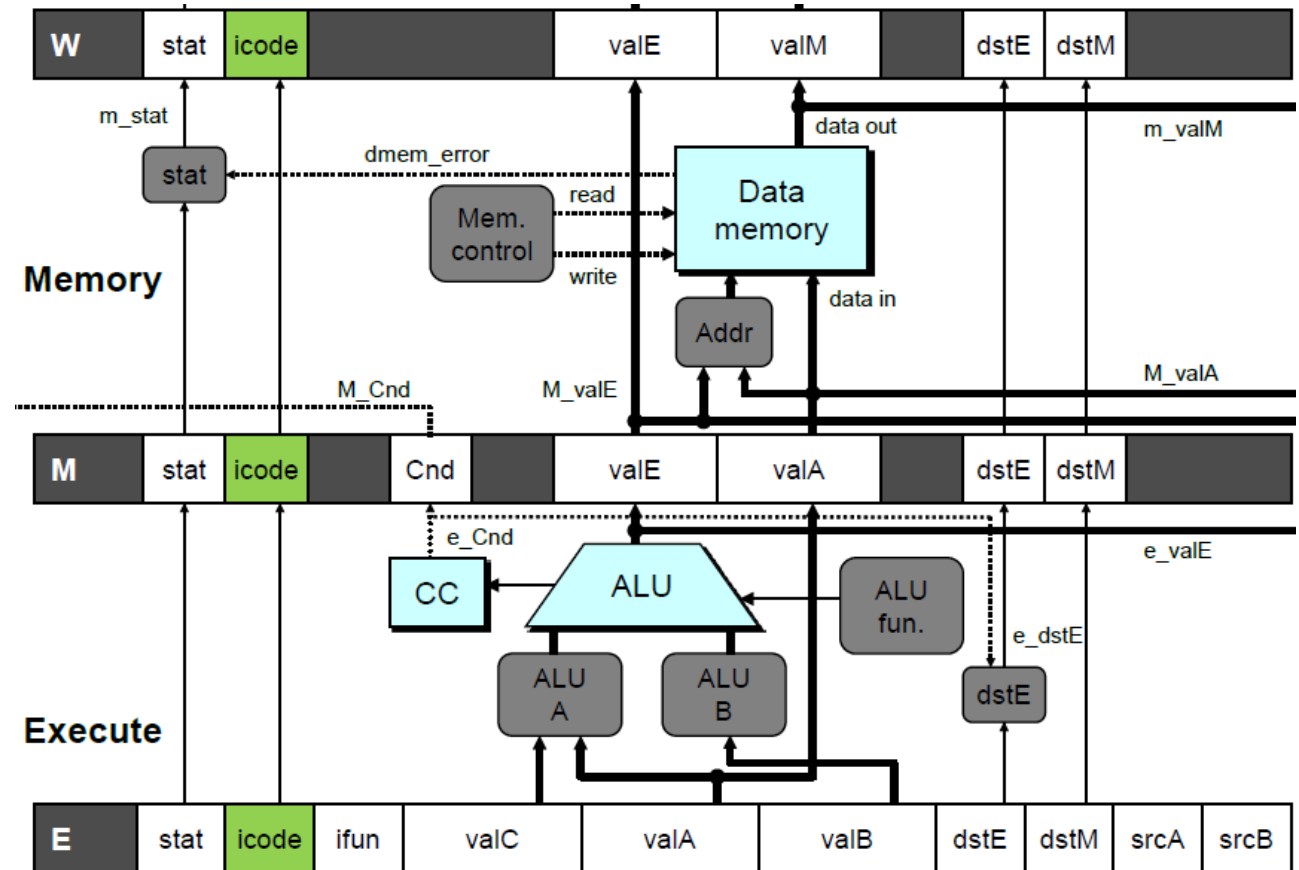 W stat icode valE valM dstE dstM
m_stat
data out
m_valM
dmem_error
stat
read
Mem.
control
write
Data
memory
Memory
data in
Addr
M_Cnd
M_valE
M_valA
M stat icode Cnd valE valA dstE dstM
e_Cnd
e_valE
CC
ALU
ALU
fun.
e_dstE
ALU
A
ALU
B
dstE
Execute
E stat icode ifun valC valA valB dstE dstM srcA srcB